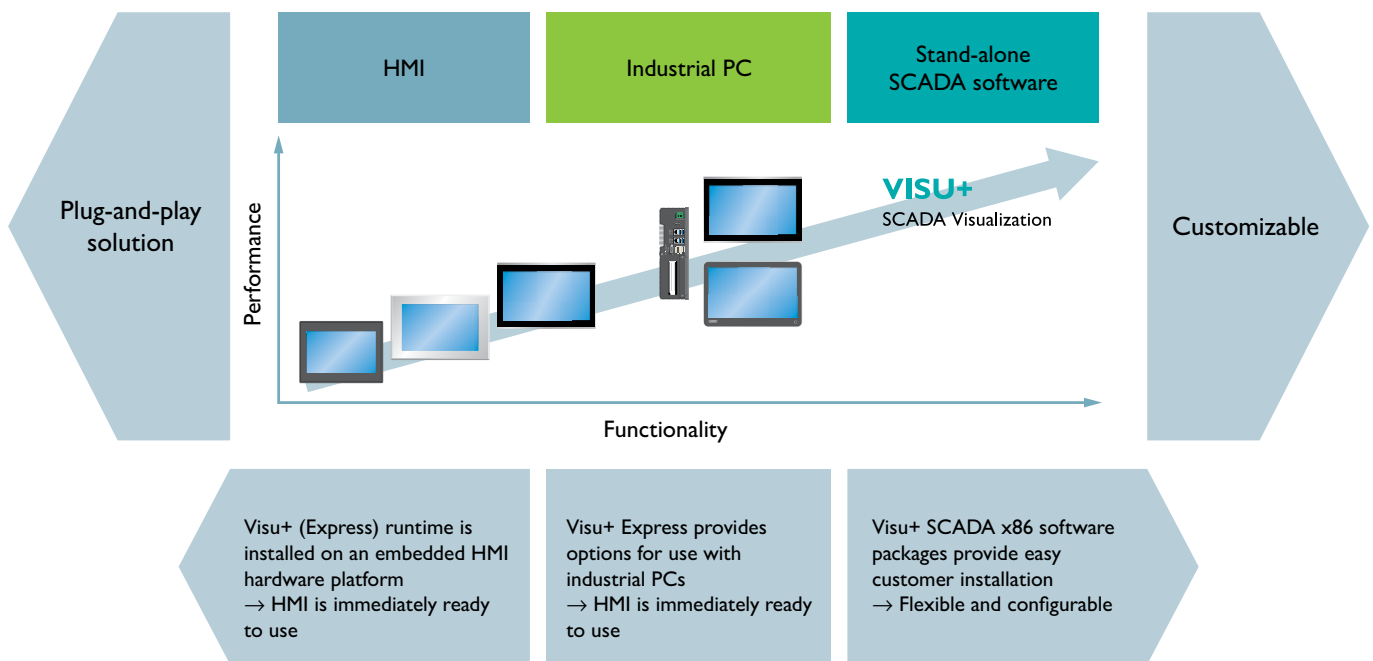 HMI
Industrial PC
Stand-alone
SCADA software
Plug-and-play
solution
Performance
VISU+
SCADA Visualization
Customizable
Functionality
Visu+ (Express) runtime is
installed on an embedded HMI
hardware platform
→ HMI is immediately ready
to use
Visu+ Express provides
options for use with
industrial PCs
→ HMI is immediately ready
to use
Visu+ SCADA x86 software
packages provide easy
customer installation
→ Flexible and configurable